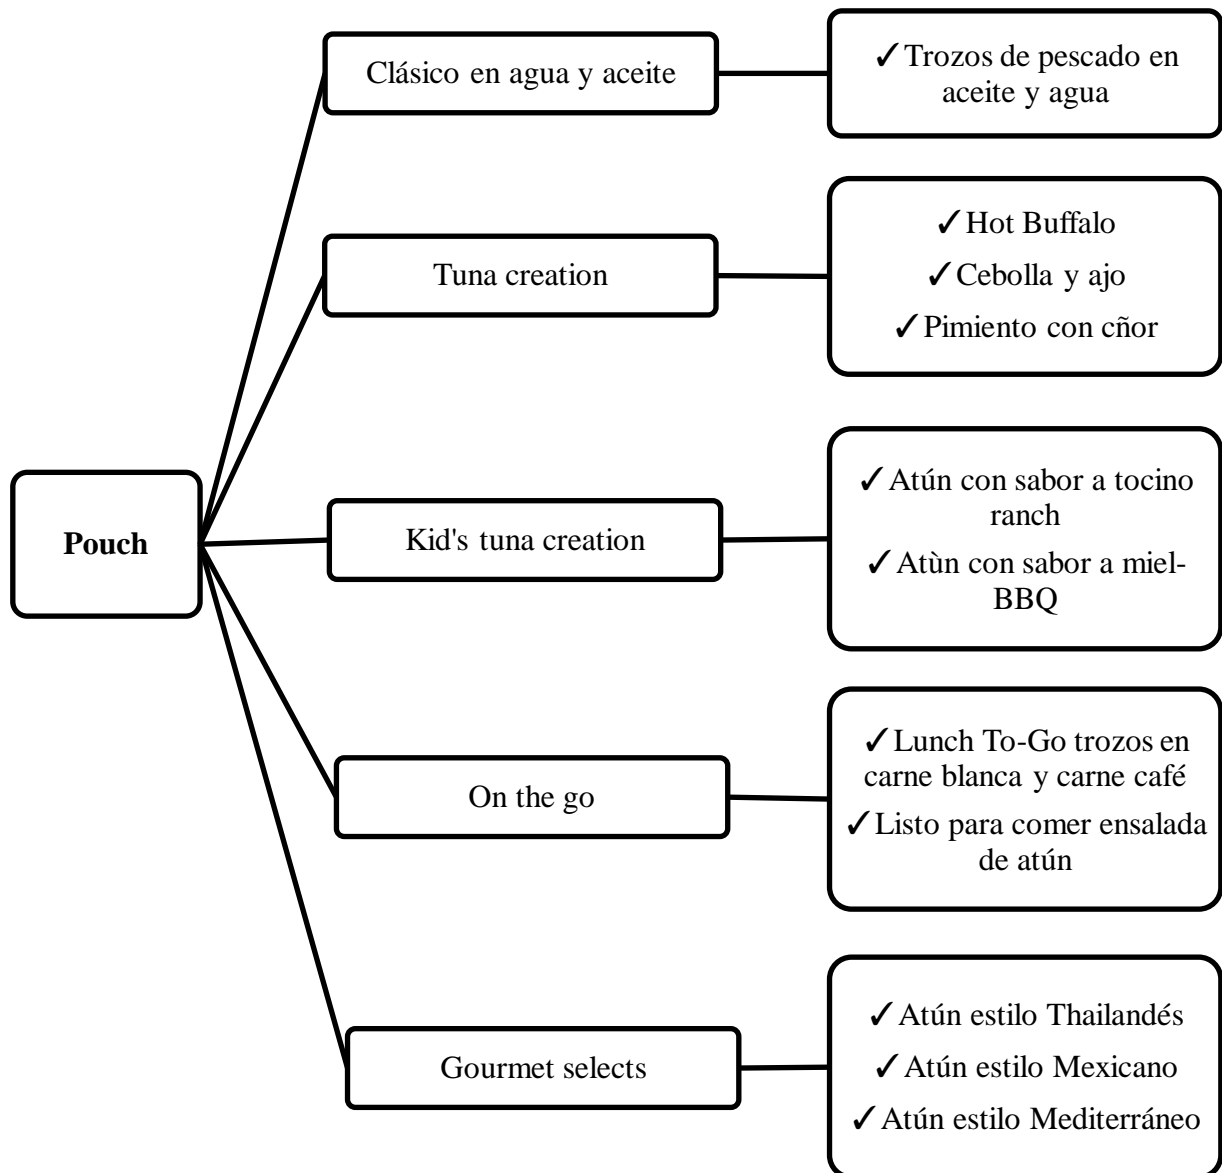 Clásico en agua y aceite
✓Trozos de pescado en
aceite y agua
Tuna creation
✓Hot Buffalo
✓Cebolla y ajo
✓Pimiento con cñor
Pouch
Kid's tuna creation
✓Atún con sabor a tocino
ranch
✓Atùn con sabor a miel-
BBQ
On the go
✓Lunch To-Go trozos en
carne blanca y carne café
✓Listo para comer ensalada
de atún
Gourmet selects
✓Atún estilo Thailandés
✓Atún estilo Mexicano
✓Atún estilo Mediterráneo